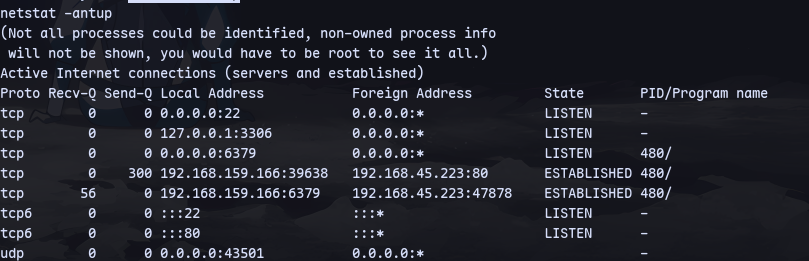 netstat -antup
(Not all processes could be identified, non-owned process info
 will not be shown, you would have to be root to see it all.)
Active Internet connections (servers and established)
Proto Recv-Q Send-Q Local Address           Foreign Address         State       PID/Program name
tcp        0      0 0.0.0.0:22              0.0.0.0:*               LISTEN      -
tcp        0      0 127.0.0.1:3306          0.0.0.0:*               LISTEN      -
tcp        0      0 0.0.0.0:6379            0.0.0.0:*               LISTEN      480/
tcp        0    300 192.168.159.166:39638   192.168.45.223:80       ESTABLISHED 480/
tcp       56      0 192.168.159.166:6379    192.168.45.223:47878    ESTABLISHED 480/
tcp6       0      0 :::22                   :::*                    LISTEN      -
tcp6       0      0 :::80                   :::*                    LISTEN      -
udp        0      0 0.0.0.0:43501           0.0.0.0:*                           -